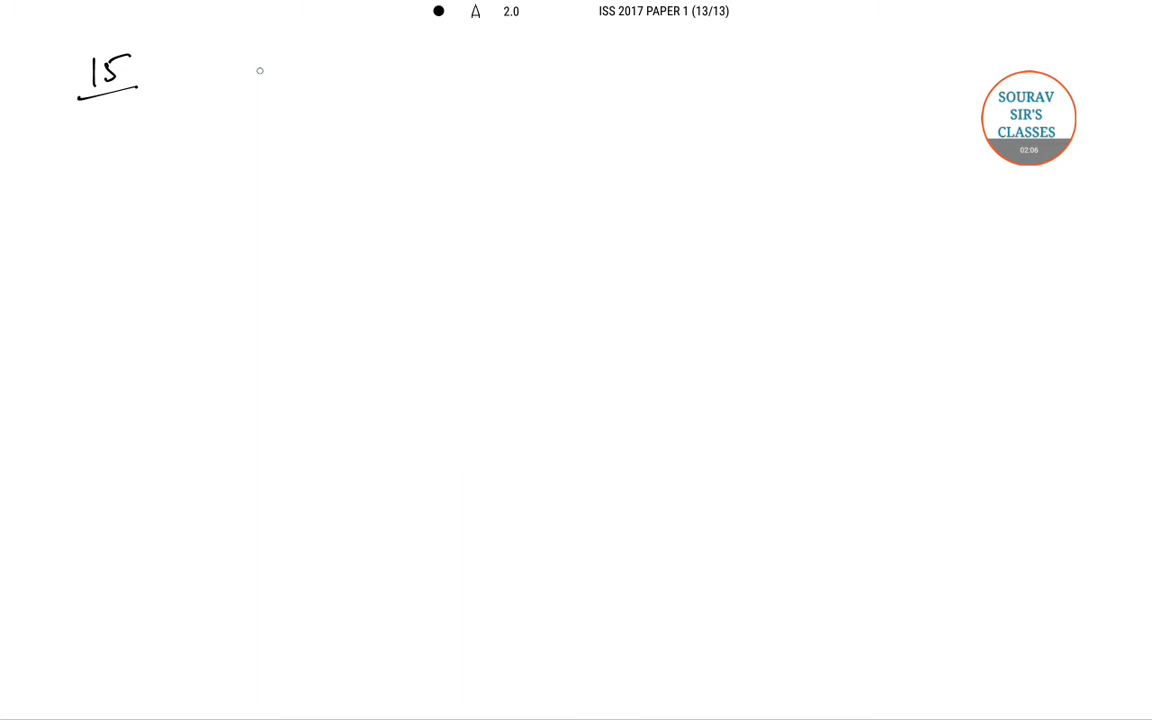 2.0 ISS 2017 PAPER 1 (13/13)
15
SOURAV
SIR'S
CLASSES
02:06